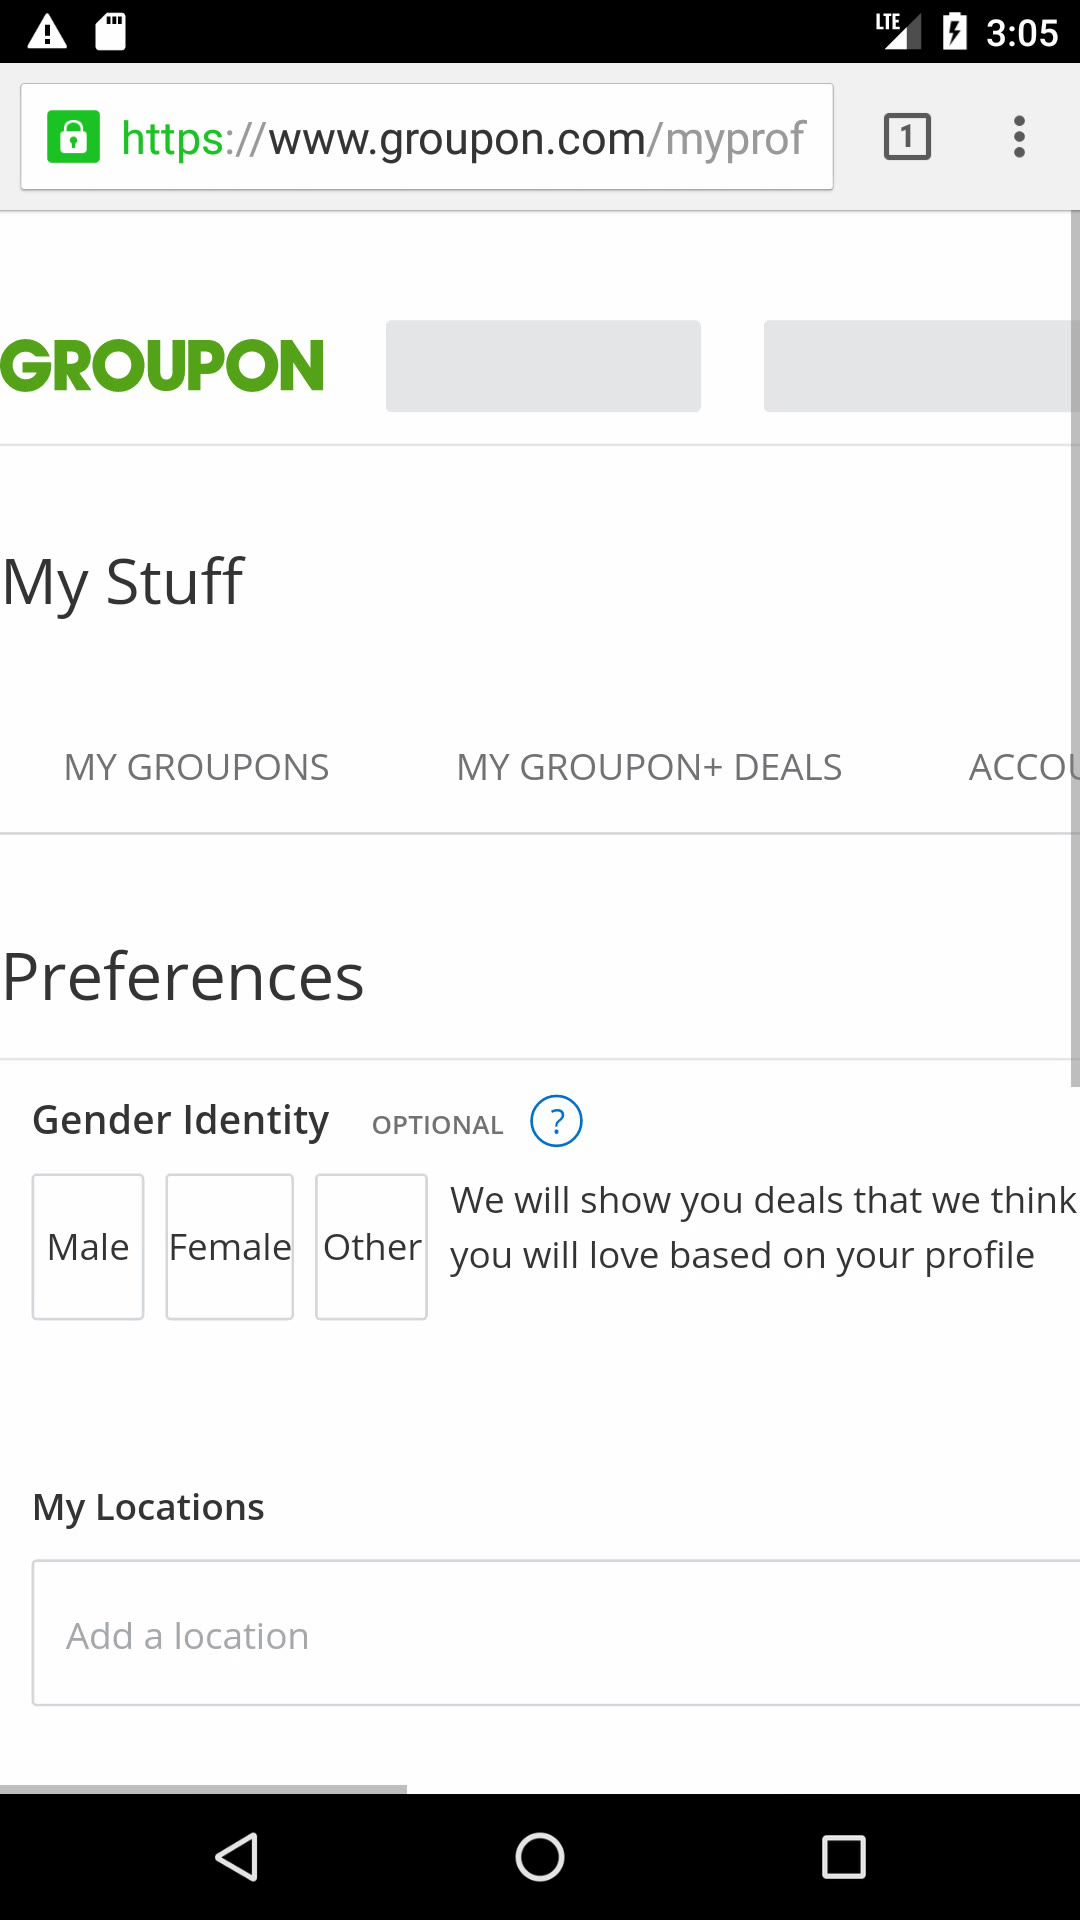 LTE 3:05
https://www.groupon.com/myprof
1
GROUPON
My Stuff
MY GROUPONS MY GROUPON+ DEALS ACCOU
Preferences
Gender Identity OPTIONAL ?
Male Female Other
We will show you deals that we think
you will love based on your profile
My Locations
Add a location